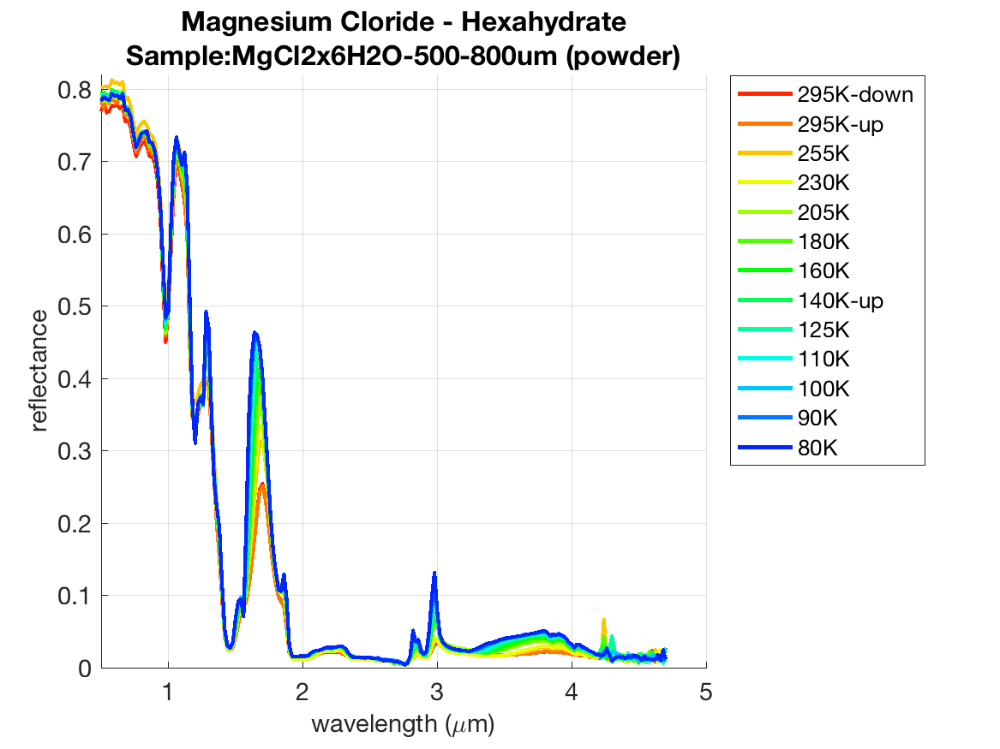 Magnesium Cloride - Hexahydrate
Sample:MgCl2x6H2O-500-800um (powder)
reflectance
0.8
0.7
0.6
0.5
0.4
0.3
0.2
0.1
0
1
2
3
4
5
wavelength (μm)
295K-down
295K-up
255K
230K
205K
180K
160K
140K-up
125K
110K
100K
90K
80K